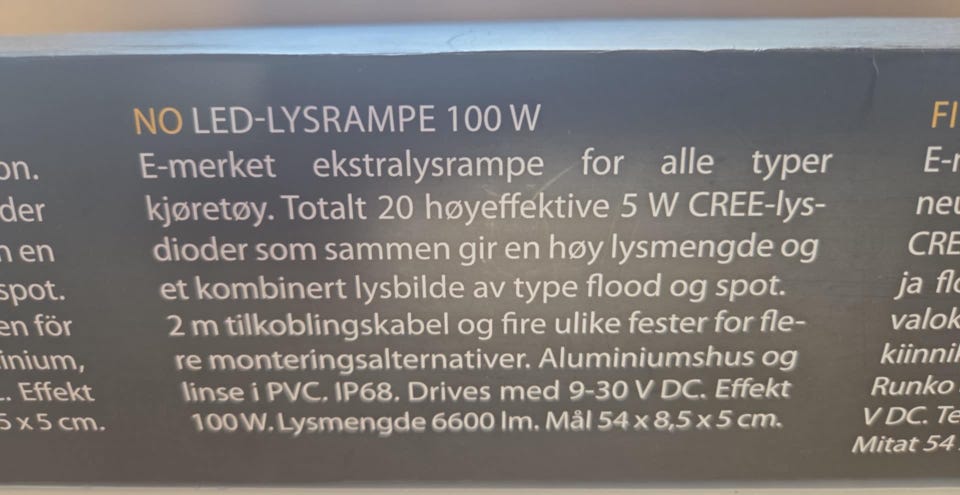 NO LED-LYSRAMPE 100 W
E-merket ekstralysrampe for alle typer
kjøretøy. Totalt 20 høyeffektive 5 W CREE-lys-
dioder som sammen gir en høy lysmengde og
et kombinert lysbilde av type flood og spot.
2 m tilkoblingskabel og fire ulike fester for fle-
re monteringsalternativer. Aluminiumshus og
linse i PVC. IP68. Drives med 9-30 V DC. Effekt
100 W. Lysmengde 6600 lm. Mål 54 x 8,5 x 5 cm.
on.
der
n en
spot.
en för
inium,
. Effekt
5 x 5 cm.
FI
E-
neu
CRE
ja flo
valok
kiinnik
Runko
V DC. Te
Mitat 54